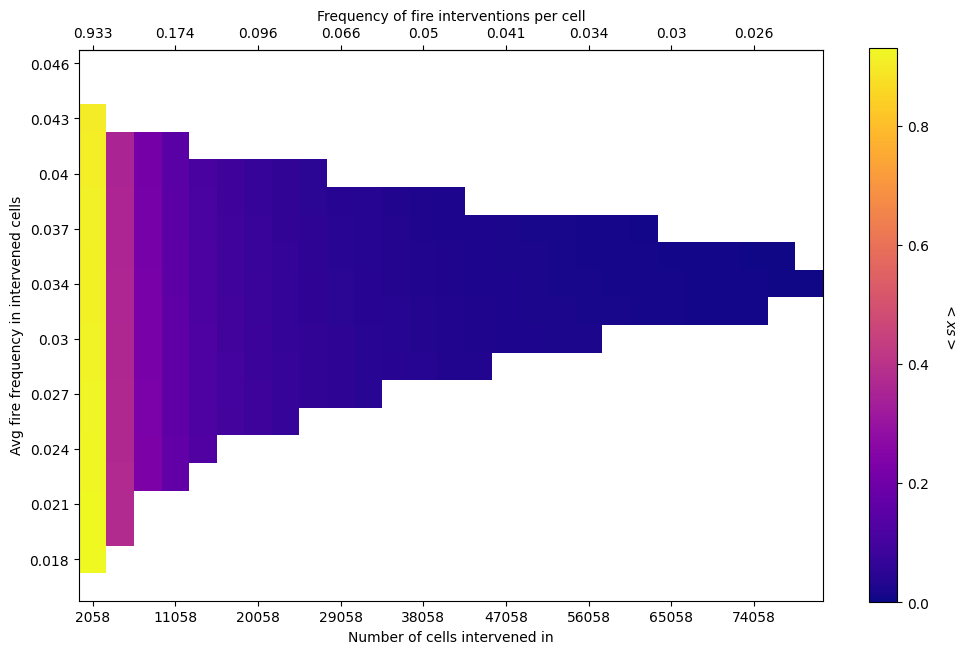 Frequency of fire interventions per cell
0.933 0.174 0.096 0.066 0.05 0.041 0.034 0.03 0.026
0.046
0.043
0.04
0.037
0.034
0.03
0.027
0.024
0.021
0.018
Avg fire frequency in intervened cells
2058 11058 20058 29058 38058 47058 56058 65058 74058
Number of cells intervened in
0.8
0.6
0.4
0.2
0.0
< sx >